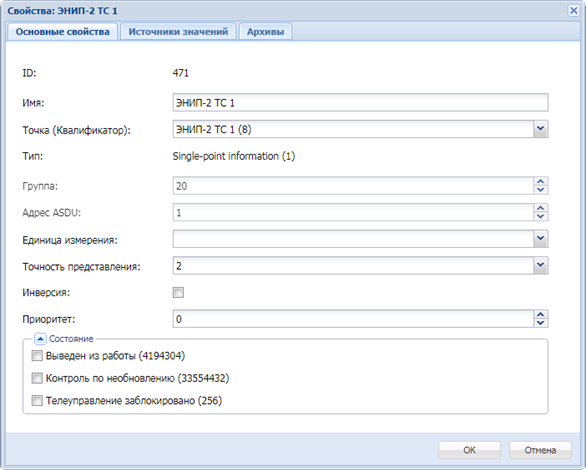 Свойства: ЭНИП-2 ТС 1
Основные свойства Источники значений Архивы
ID: 471
Имя: ЭНИП-2 ТС 1
Точка (Квалификатор): ЭНИП-2 ТС 1 (8)
Тип: Single-point information (1)
Группа: 20
Адрес ASDU: 1
Единица измерения:
Точность представления: 2
Инверсия:
Приоритет: 0
Состояние
Выведен из работы (4194304)
Контроль по необновлению (33554432)
Телеуправление заблокировано (256)
OK Отмена